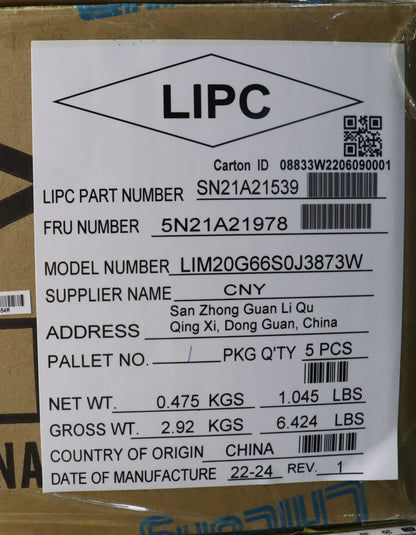 LIPC
Carton ID 08833W2206090001
LIPC PART NUMBER SN21A21539
FRU NUMBER 5N21A21978
MODEL NUMBER LIM20G66S0J3873W
SUPPLIER NAME CNY
ADDRESS San Zhong Guan Li Qu
Qing Xi, Dong Guan, China
PALLET NO. / PKG Q'TY 5 PCS
NET WT. 0.475 KGS 1.045 LBS
GROSS WT. 2.92 KGS 6.424 LBS
COUNTRY OF ORIGIN CHINA
DATE OF MANUFACTURE 22-24 REV. 1
NA